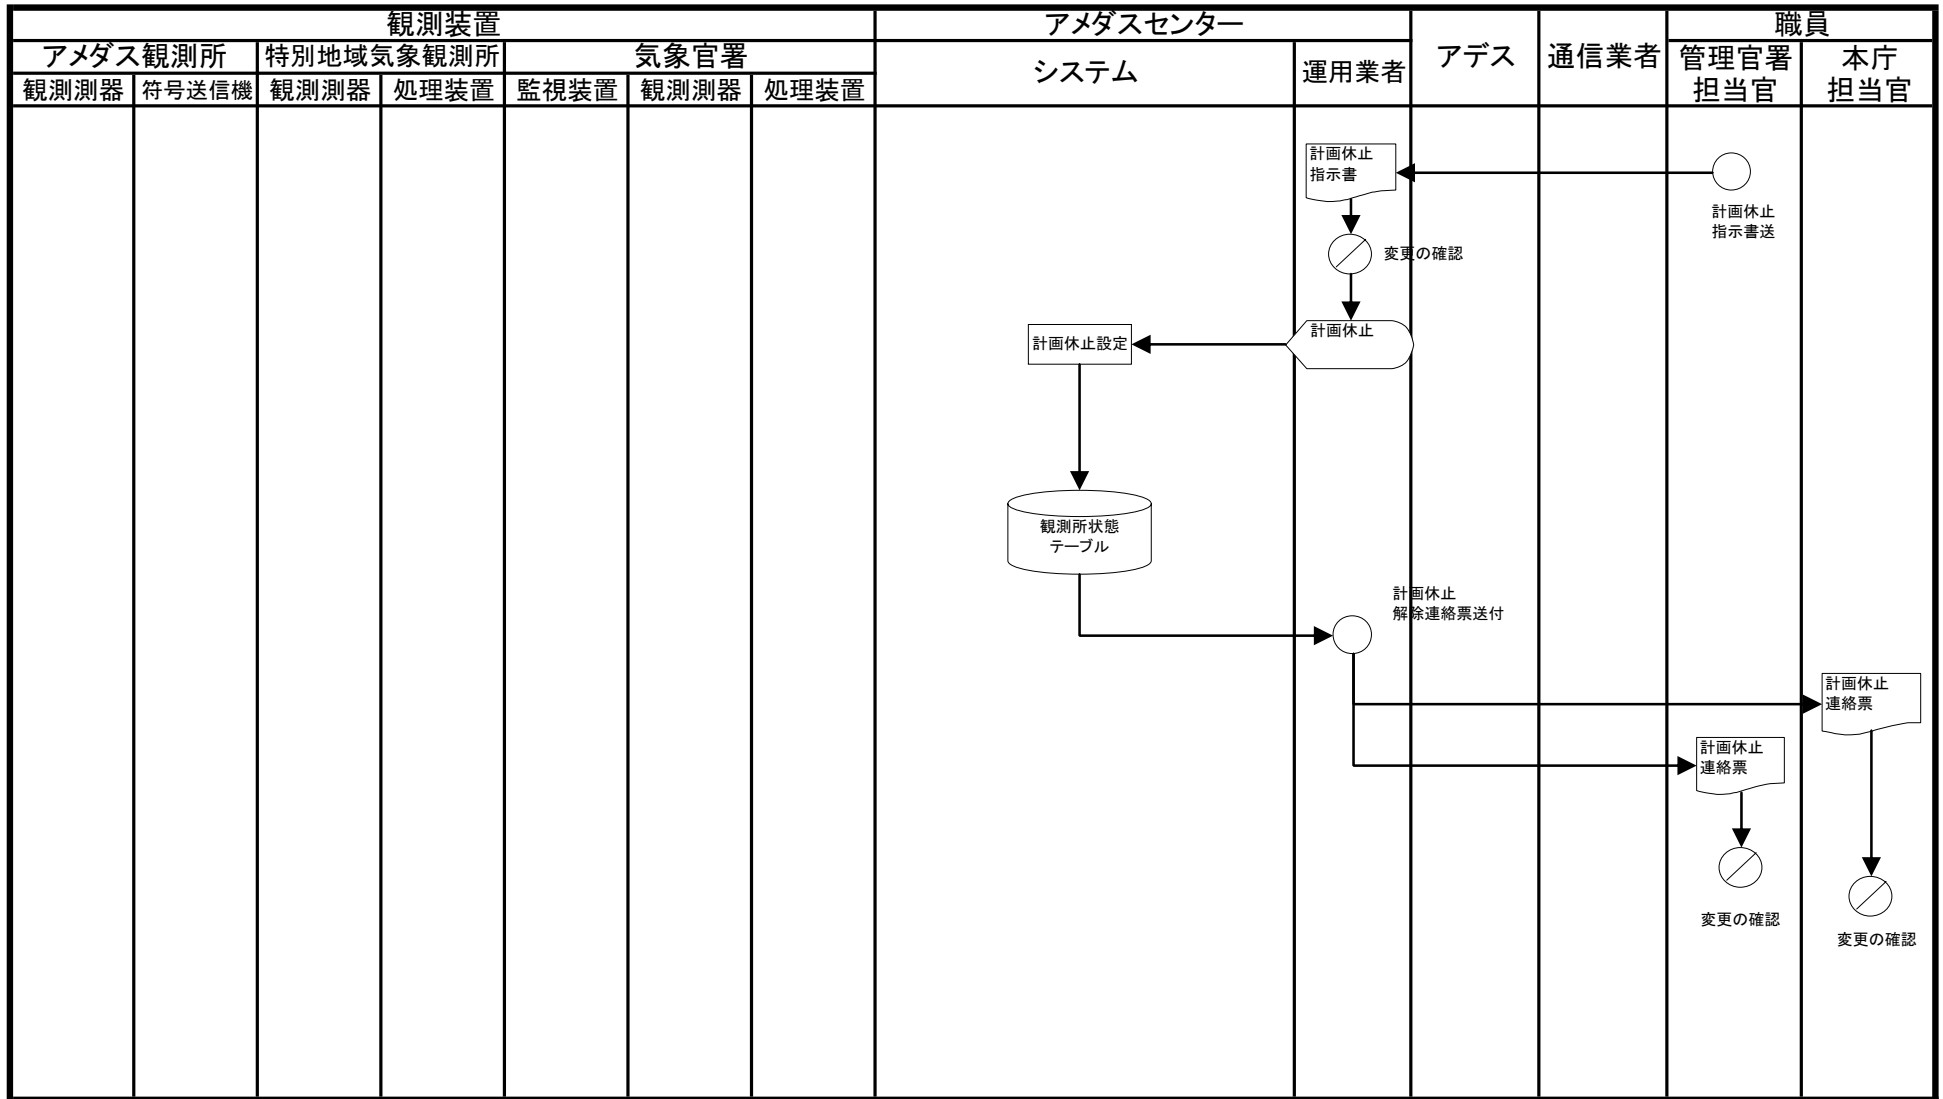 観測装置
アメダスセンター
アデス
通信業者
職員
アメダス観測所
特別地域気象観測所
気象官署
システム
運用業者
管理官署
担当官
本庁
担当官
観測測器
符号送信機
観測測器
処理装置
監視装置
観測測器
処理装置
計画休止
指示書
計画休止
指示書送
変更の確認
計画休止
計画休止設定
観測所状態
テーブル
計画休止
解除連絡票送付
計画休止
連絡票
計画休止
連絡票
変更の確認
変更の確認